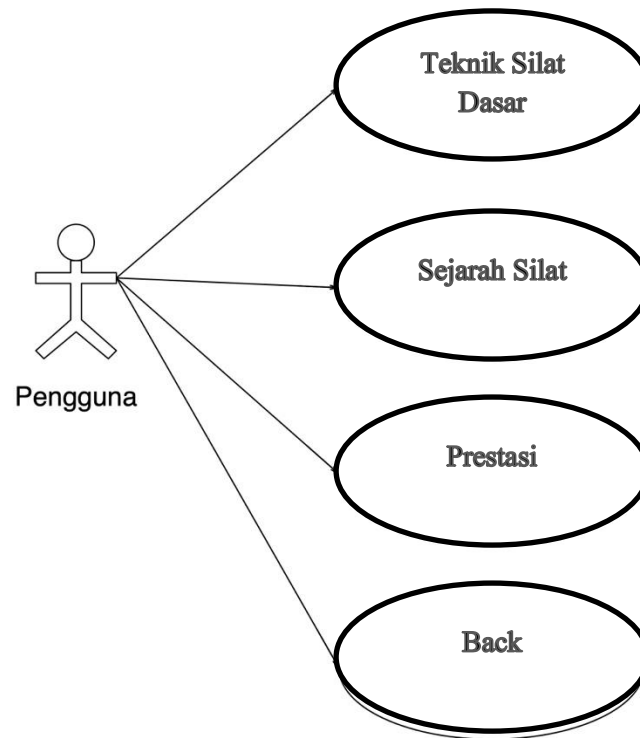 Teknik Silat
Dasar
Sejarah Silat
Pengguna
Prestasi
Back